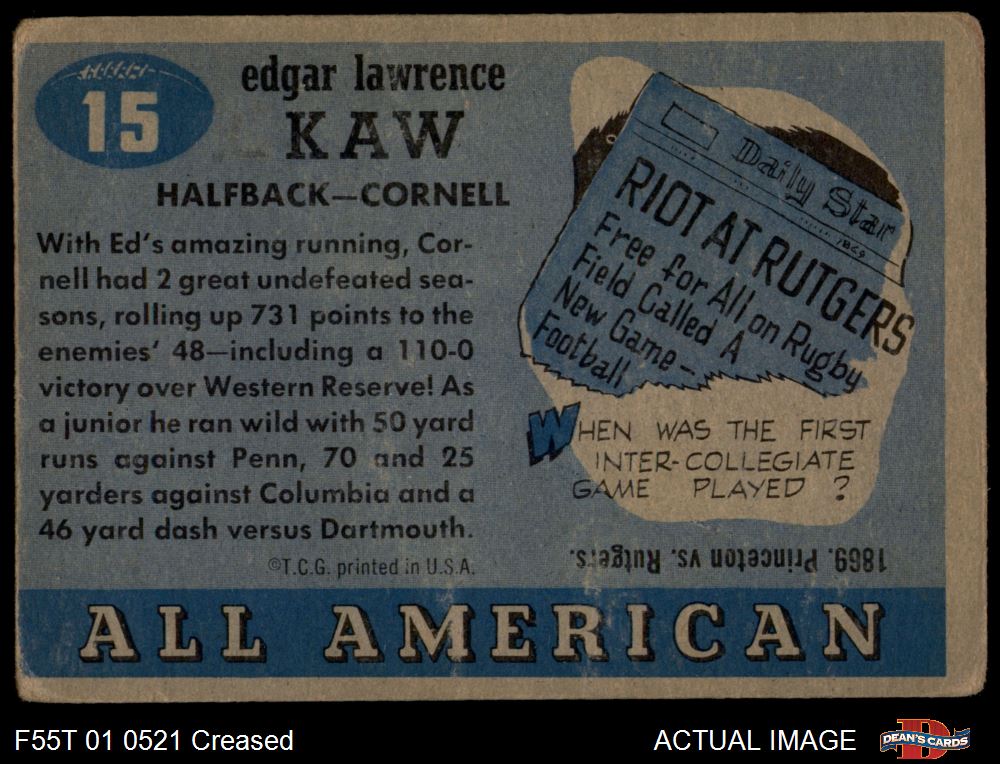 15
edgar lawrence
KAW
HALFBACK—CORNELL
With Ed's amazing running, Cor-
nell had 2 great undefeated sea-
sons, rolling up 731 points to the
enemies' 48—including a 110-0
victory over Western Reserve! As
a junior he ran wild with 50 yard
runs against Penn, 70 and 25
yarders against Columbia and a
46 yard dash versus Dartmouth.
©T.C.G. printed in U.S.A.
Daily Star
1869
RIOT AT RUTGERS
Free for All on Rugby
Field Called A
New Game—
Football
WHEN WAS THE FIRST
INTER-COLLEGIATE
GAME PLAYED ?
1869. Princeton vs. Rutgers.
ALL AMERICAN
F55T 01 0521 Creased
ACTUAL IMAGE
D
DEAN'S CARDS